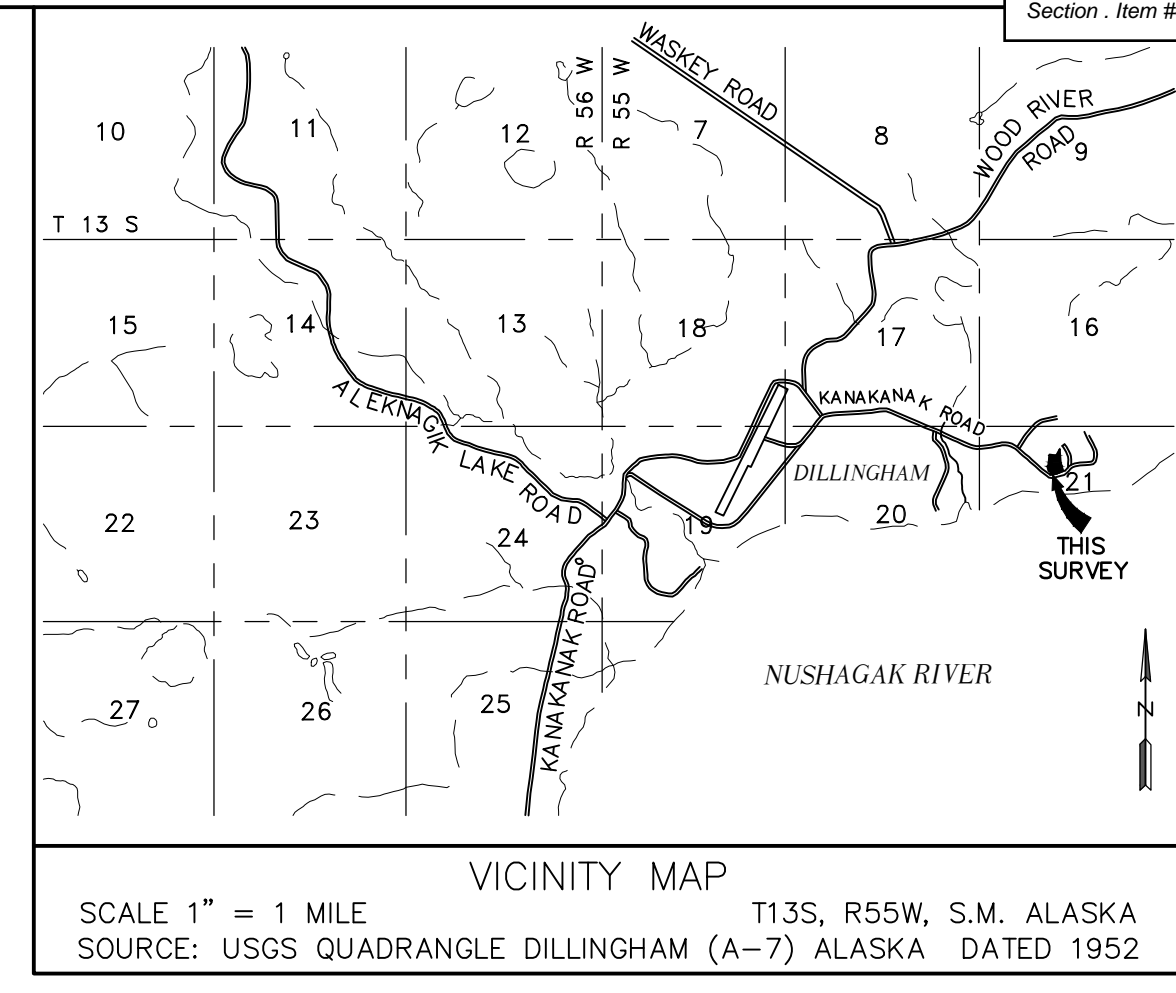 Section . Item #
WASKEY ROAD
R 56 W
R 55 W
10
11
12
7
8
WOOD RIVER
ROAD
9
T 13 S
15
14
13
18
17
16
ALEKNAGIK LAKE ROAD
KANAKANAK ROAD
DILLINGHAM
22
23
24
19
20
21
THIS
SURVEY
KANAKANAK ROAD
NUSHAGAK RIVER
27
26
25
N
VICINITY MAP
SCALE 1" = 1 MILE
T13S, R55W, S.M. ALASKA
SOURCE: USGS QUADRANGLE DILLINGHAM (A-7) ALASKA DATED 1952